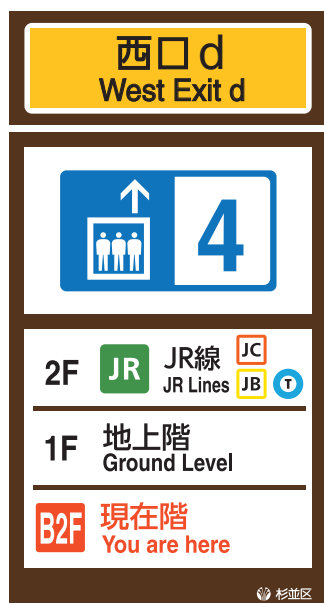 西口 d
West Exit d
4
2F JR JR線 JC
JR Lines JB T
1F 地上階
Ground Level
B2F 現在階
You are here
杉並区